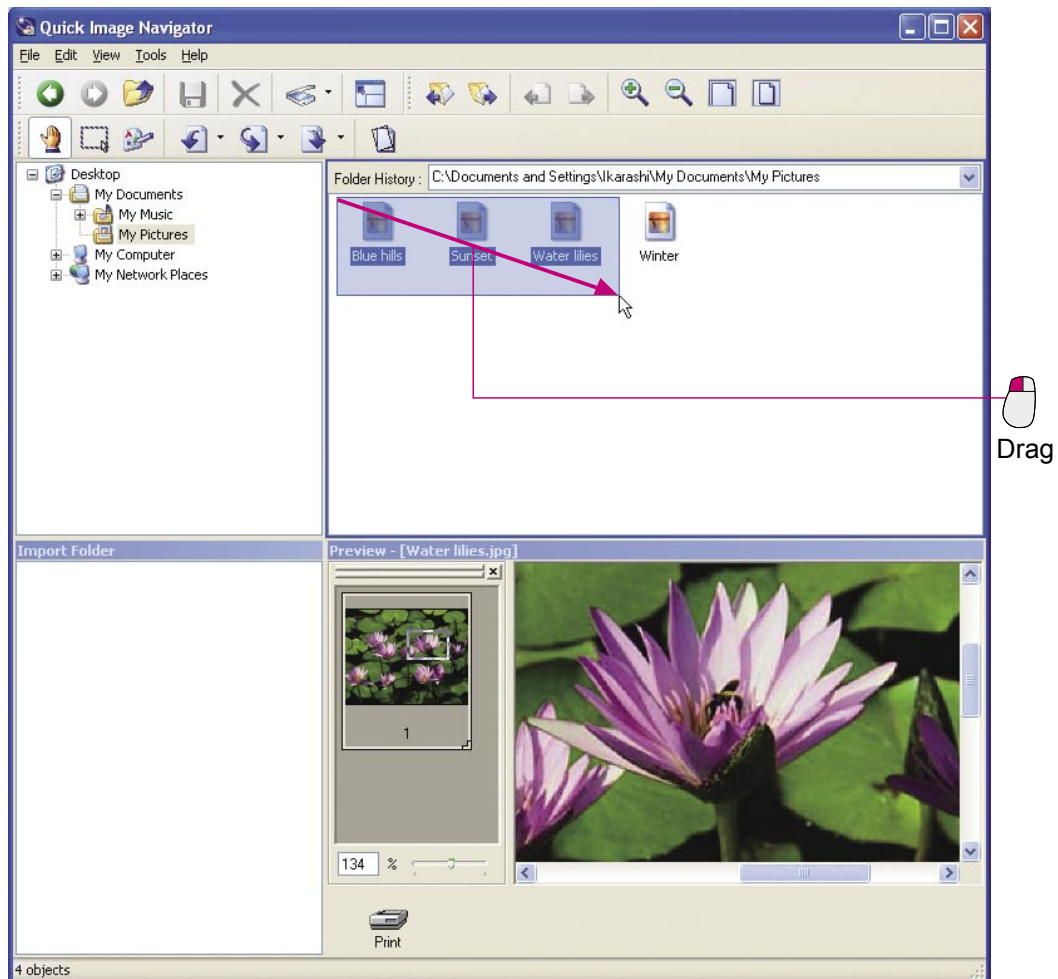 Quick Image Navigator
File Edit View Tools Help
Desktop
My Documents
My Music
My Pictures
My Computer
My Network Places
Folder History : C:\Documents and Settings\Ikarashi\My Documents\My Pictures
Blue hills Sunset Water lilies Winter
Drag
Import Folder
Preview - [Water lilies.jpg]
1
134 %
Print
4 objects